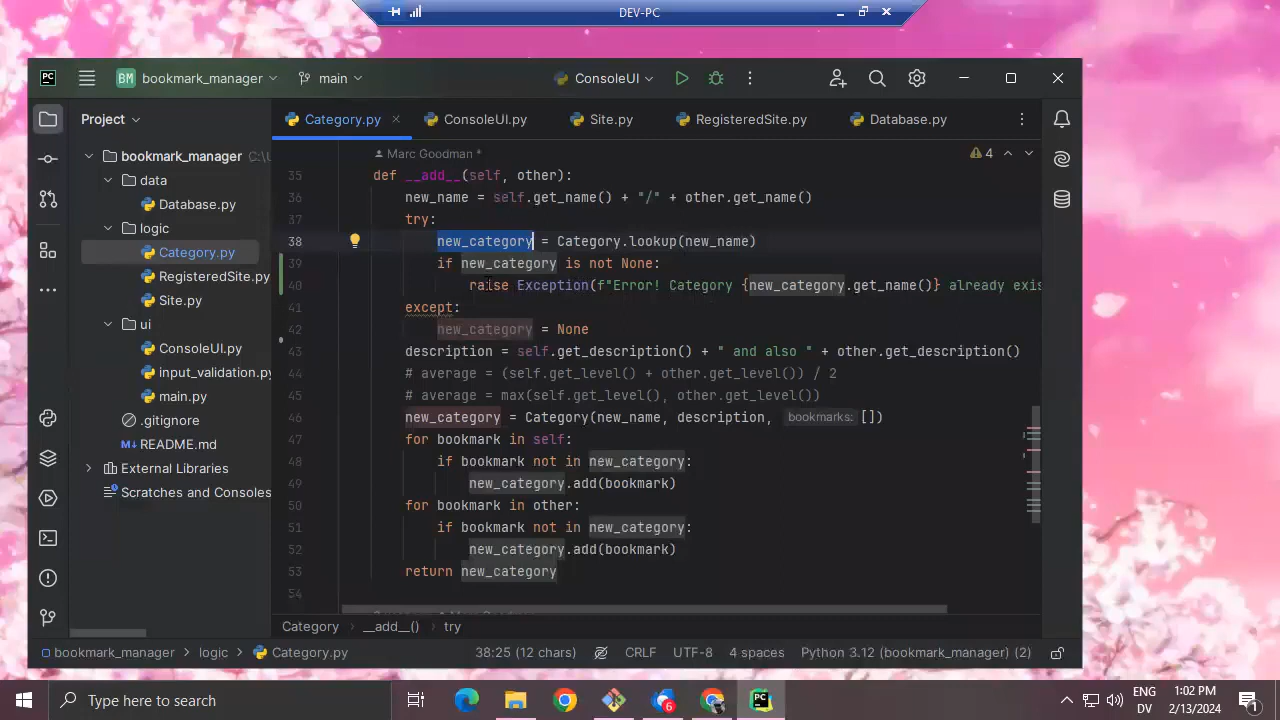 DEV-PC
PC
BM bookmark_manager
main
ConsoleUI
Project
Category.py
ConsoleUI.py
Site.py
RegisteredSite.py
Database.py
bookmark_manager C:\U
data
Database.py
logic
Category.py
RegisteredSite.py
Site.py
ui
ConsoleUI.py
input_validation.py
main.py
.gitignore
README.md
External Libraries
Scratches and Consoles
Marc Goodman *
4
35 def __add__(self, other):
36 new_name = self.get_name() + "/" + other.get_name()
37 try:
38 new_category = Category.lookup(new_name)
39 if new_category is not None:
40 raise Exception(f"Error! Category {new_category.get_name()} already exis
41 except:
42 new_category = None
43 description = self.get_description() + " and also " + other.get_description()
44 # average = (self.get_level() + other.get_level()) / 2
45 # average = max(self.get_level(), other.get_level())
46 new_category = Category(new_name, description, bookmarks: [])
47 for bookmark in self:
48 if bookmark not in new_category:
49 new_category.add(bookmark)
50 for bookmark in other:
51 if bookmark not in new_category:
52 new_category.add(bookmark)
53 return new_category
54
Category > __add__() > try
bookmark_manager > logic > Category.py
38:25 (12 chars)
CRLF
UTF-8
4 spaces
Python 3.12 (bookmark_manager) (2)
Type here to search
6
ENG
DV
1:02 PM
2/13/2024
1